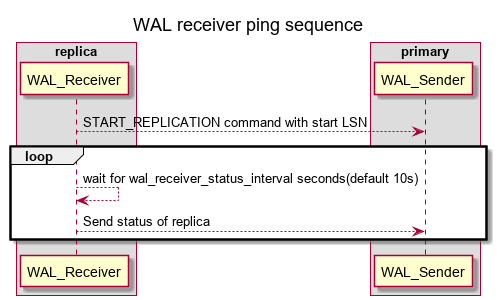 WAL receiver ping sequence
replica
primary
WAL_Receiver
WAL_Sender
START_REPLICATION command with start LSN
loop
wait for wal_receiver_status_interval seconds(default 10s)
Send status of replica
WAL_Receiver
WAL_Sender